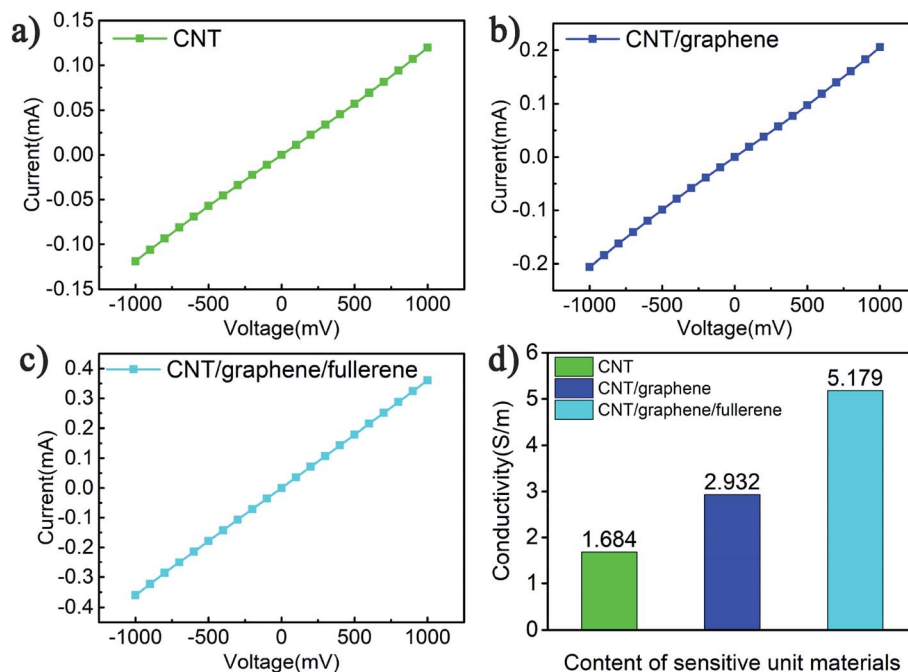 a)
CNT
0.15
0.10
0.05
0.00
-0.05
-0.10
-0.15
Current(mA)
-1000 -500 0 500 1000
Voltage(mV)
b)
CNT/graphene
0.2
0.1
0.0
-0.1
-0.2
Current(mA)
-1000 -500 0 500 1000
Voltage(mV)
c)
CNT/graphene/fullerene
0.4
0.3
0.2
0.1
0.0
-0.1
-0.2
-0.3
-0.4
Current(mA)
-1000 -500 0 500 1000
Voltage(mV)
d)
CNT
CNT/graphene
CNT/graphene/fullerene
6
5
4
3
2
1
0
Conductivity(S/m)
1.684
2.932
5.179
Content of sensitive unit materials